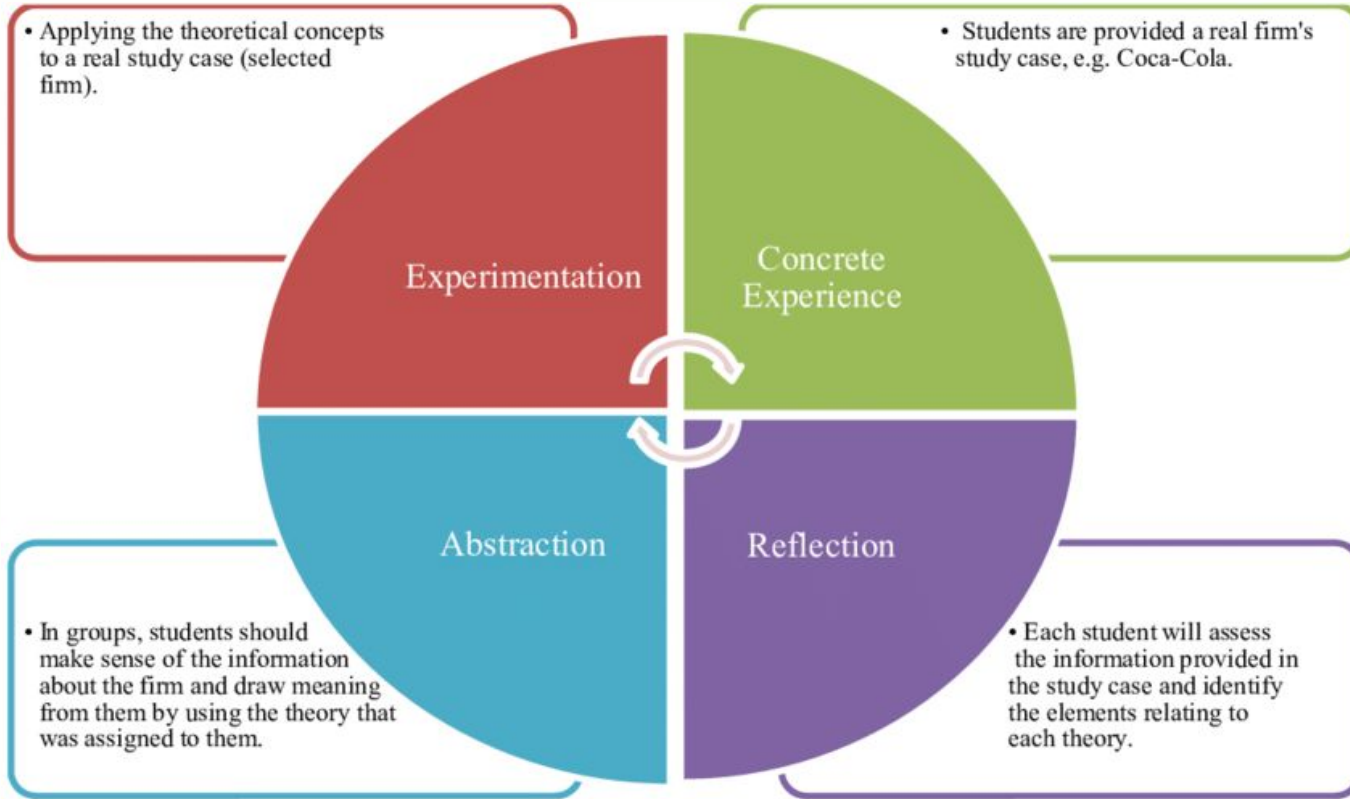 • Applying the theoretical concepts
to a real study case (selected
firm).
• Students are provided a real firm's
study case, e.g. Coca-Cola.
Experimentation
Concrete
Experience
Abstraction
Reflection
• In groups, students should
make sense of the information
about the firm and draw meaning
from them by using the theory that
was assigned to them.
• Each student will assess
the information provided in
the study case and identify
the elements relating to
each theory.